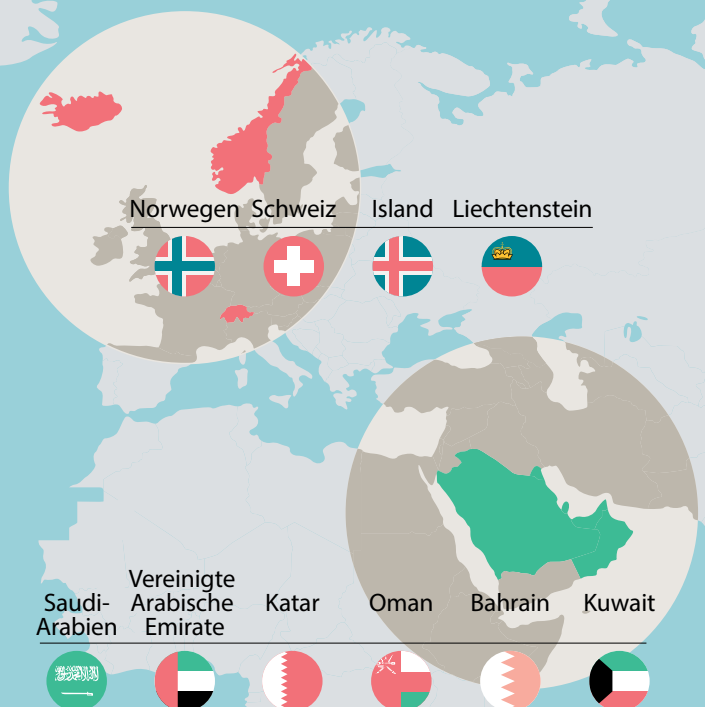 Norwegen Schweiz Island Liechtenstein
Saudi-Arabien
Vereinigte Arabische Emirate
Katar
Oman
Bahrain
Kuwait